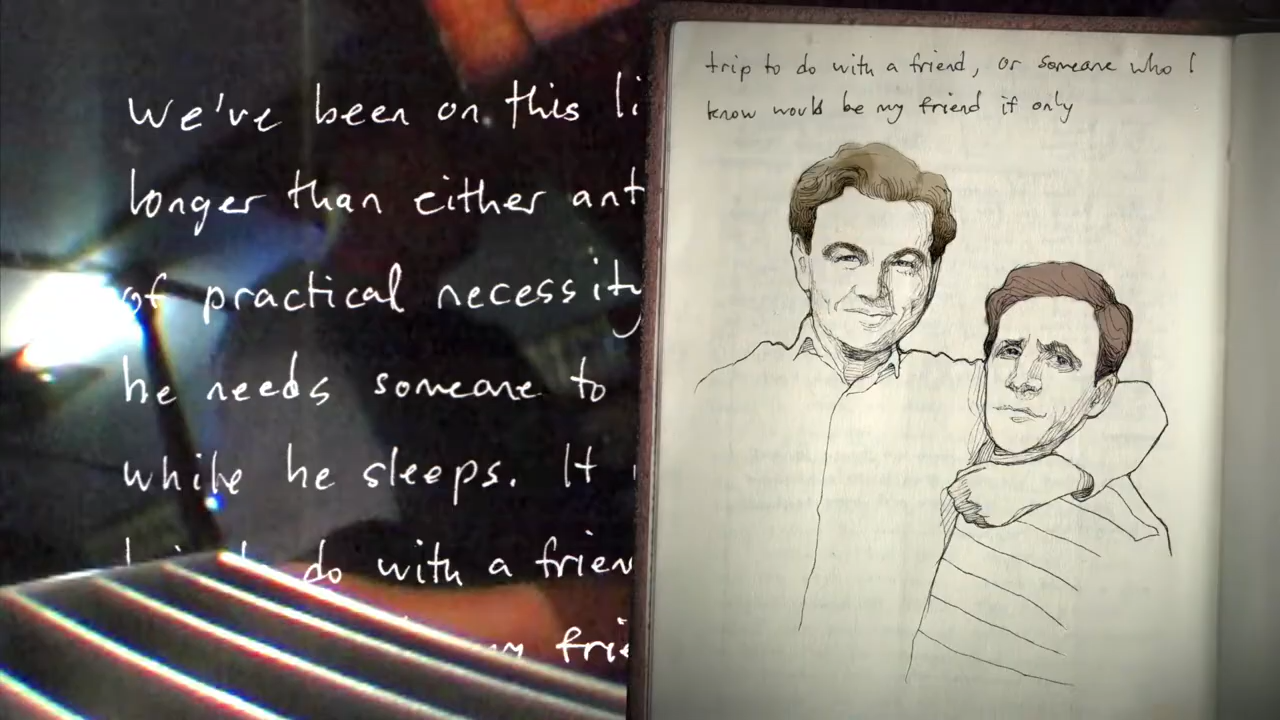 We've been on this li
longer than either ant
of practical necessity
he needs someone to
while he sleeps. It
do with a frien
frie
trip to do with a friend, or someone who I
know would be my friend if only